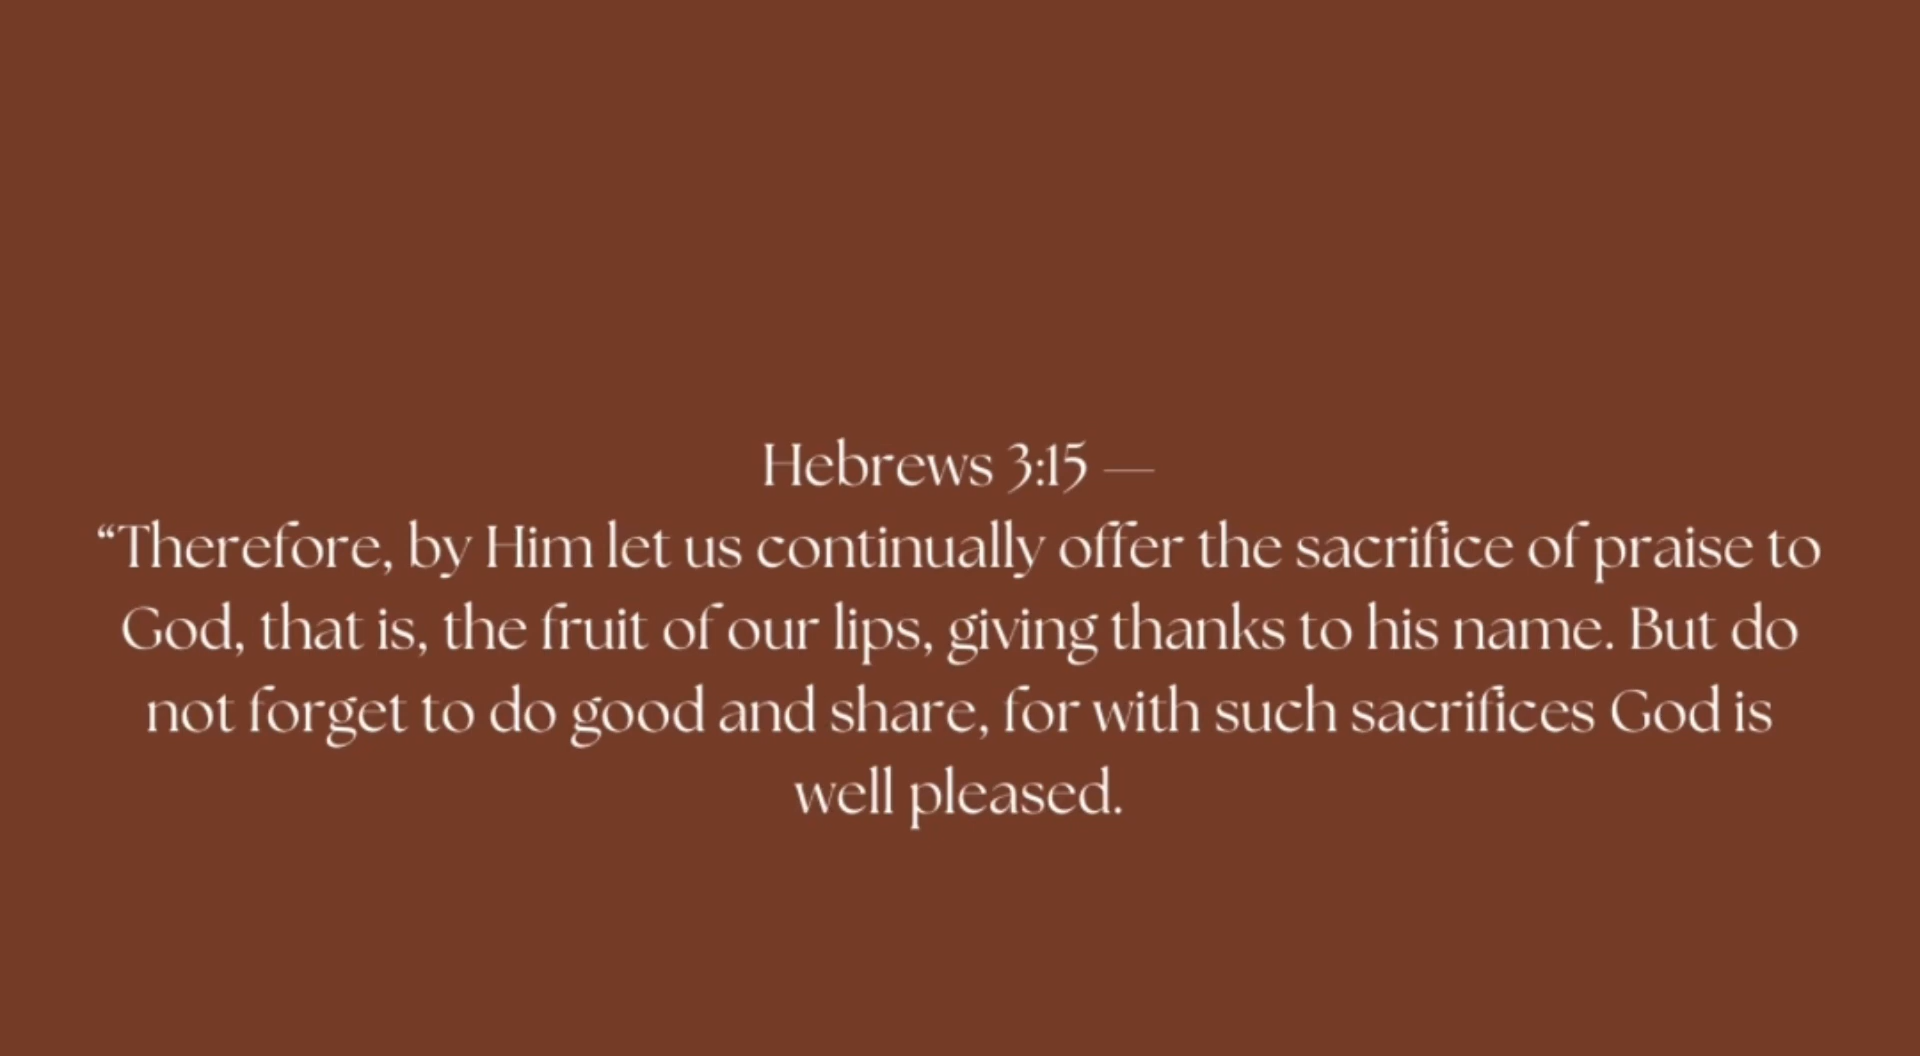 Hebrews 3:15 —
“Therefore, by Him let us continually offer the sacrifice of praise to
God, that is, the fruit of our lips, giving thanks to his name. But do
not forget to do good and share, for with such sacrifices God is
well pleased.